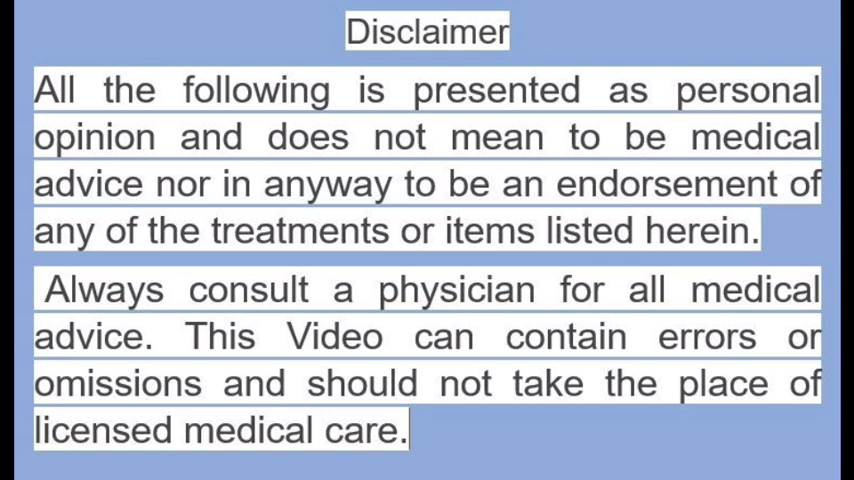 Disclaimer
All the following is presented as personal
opinion and does not mean to be medical
advice nor in anyway to be an endorsement of
any of the treatments or items listed herein.
Always consult a physician for all medical
advice. This Video can contain errors or
omissions and should not take the place of
licensed medical care.